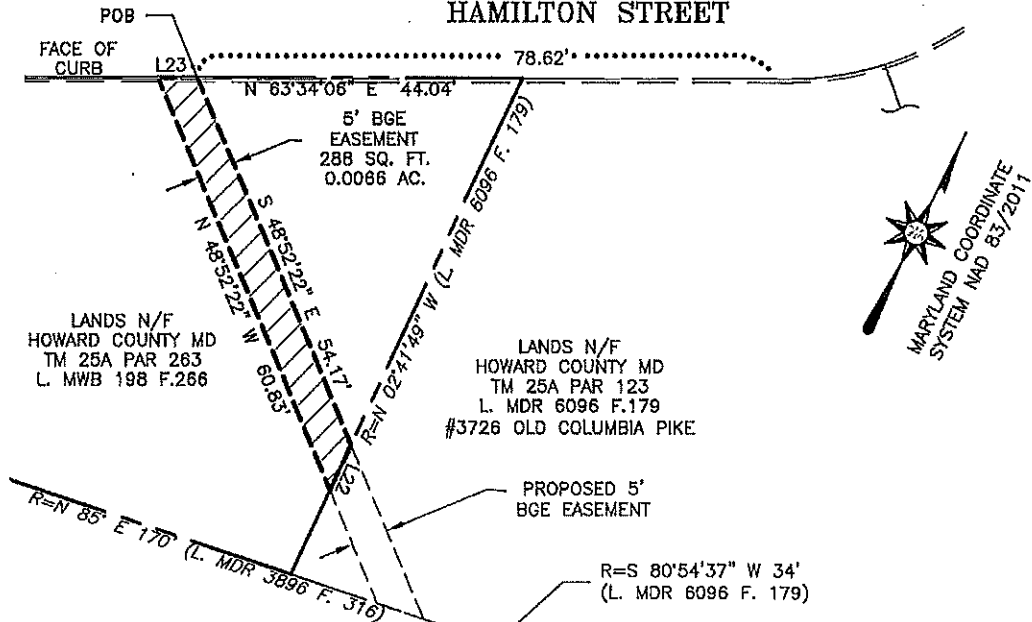 HAMILTON STREET
POB
FACE OF
CURB
L23
78.62'
N 63°34'06" E 44.04'
5' BGE
EASEMENT
288 SQ. FT.
0.0066 AC.
S 48°52'22" E 54.17'
N 48°52'22" W 60.83'
R=N 02°41'49" W (L. MDR 6096 F. 179)
MARYLAND COORDINATE
SYSTEM NAD 83/2011
LANDS N/F
HOWARD COUNTY MD
TM 25A PAR 263
L. MWB 198 F.266
LANDS N/F
HOWARD COUNTY MD
TM 25A PAR 123
L. MDR 6096 F.179
#3726 OLD COLUMBIA PIKE
L22
PROPOSED 5'
BGE EASEMENT
R=N 85° E 170' (L. MDR 3896 F. 316)
R=S 80°54'37" W 34'
(L. MDR 6096 F. 179)